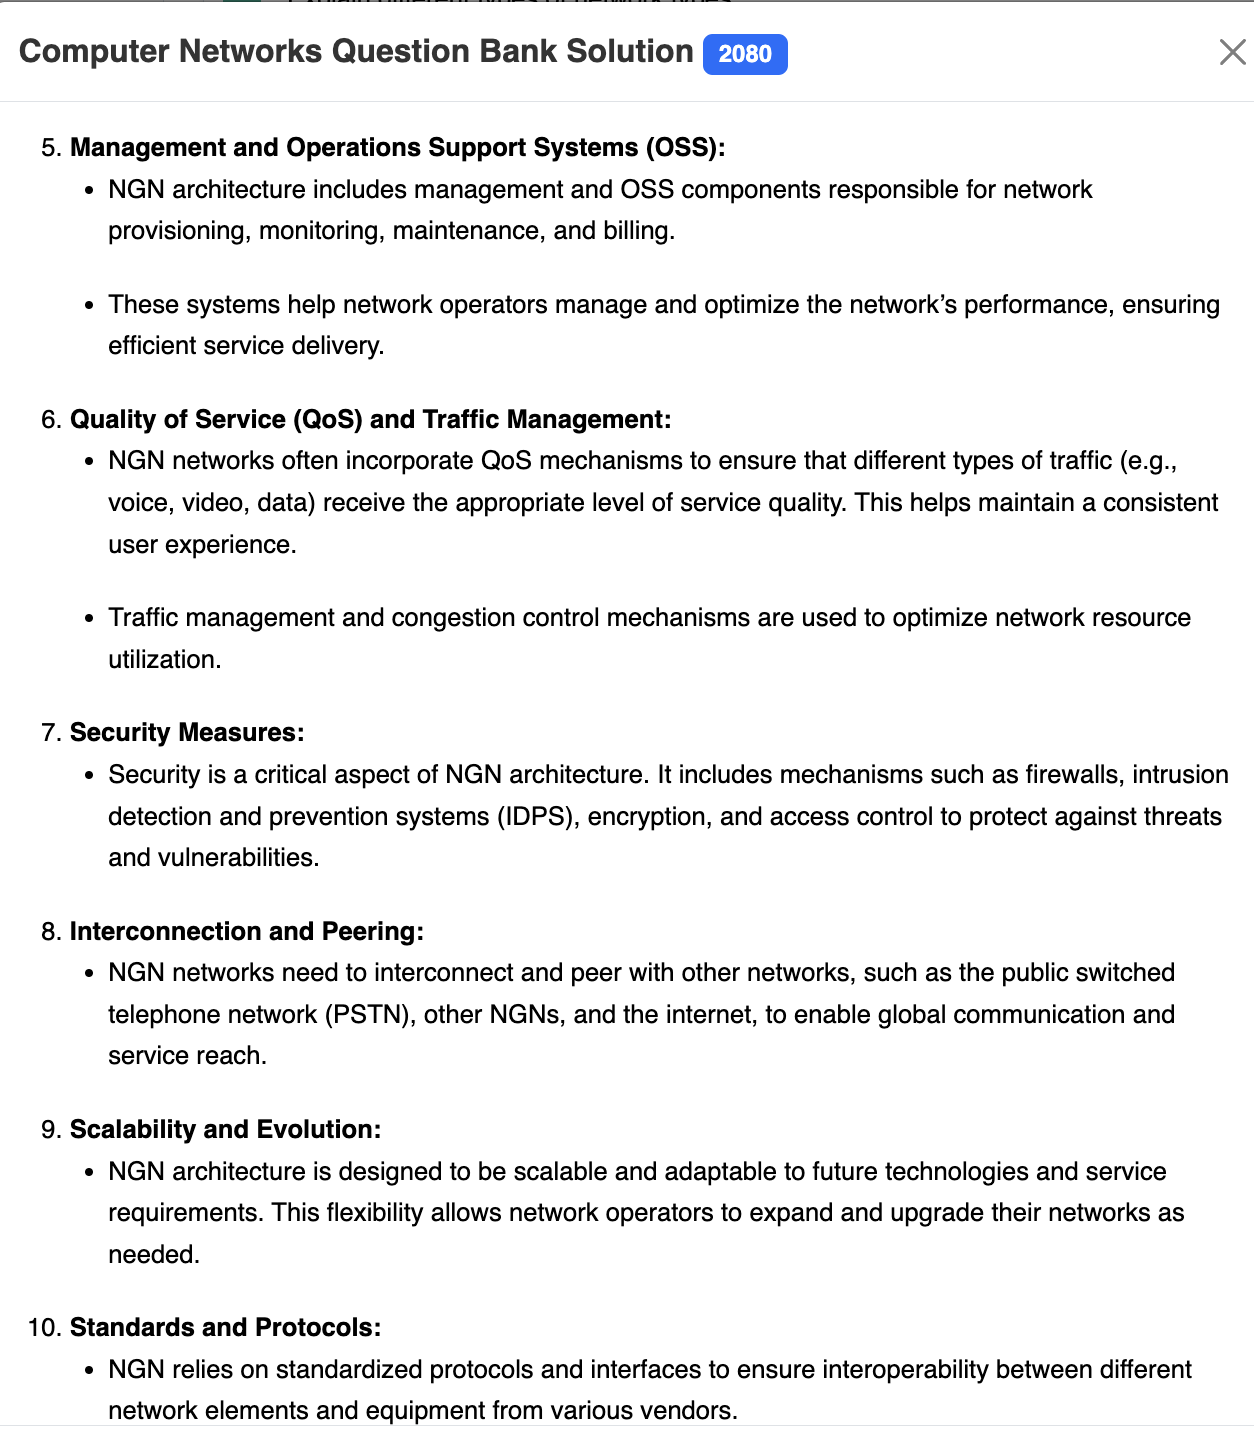 Computer Networks Question Bank Solution 2080
5. Management and Operations Support Systems (OSS):
• NGN architecture includes management and OSS components responsible for network
provisioning, monitoring, maintenance, and billing.
• These systems help network operators manage and optimize the network’s performance, ensuring
efficient service delivery.
6. Quality of Service (QoS) and Traffic Management:
• NGN networks often incorporate QoS mechanisms to ensure that different types of traffic (e.g.,
voice, video, data) receive the appropriate level of service quality. This helps maintain a consistent
user experience.
• Traffic management and congestion control mechanisms are used to optimize network resource
utilization.
7. Security Measures:
• Security is a critical aspect of NGN architecture. It includes mechanisms such as firewalls, intrusion
detection and prevention systems (IDPS), encryption, and access control to protect against threats
and vulnerabilities.
8. Interconnection and Peering:
• NGN networks need to interconnect and peer with other networks, such as the public switched
telephone network (PSTN), other NGNs, and the internet, to enable global communication and
service reach.
9. Scalability and Evolution:
• NGN architecture is designed to be scalable and adaptable to future technologies and service
requirements. This flexibility allows network operators to expand and upgrade their networks as
needed.
10. Standards and Protocols:
• NGN relies on standardized protocols and interfaces to ensure interoperability between different
network elements and equipment from various vendors.